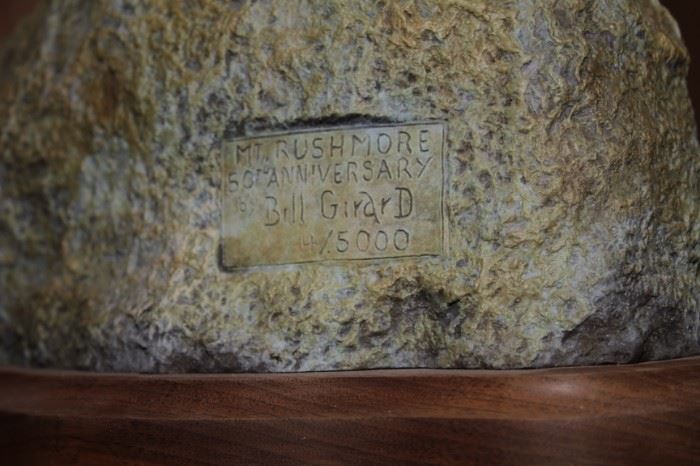 MT. RUSHMORE
50TH ANNIVERSARY
Bill GirarD
4/5000